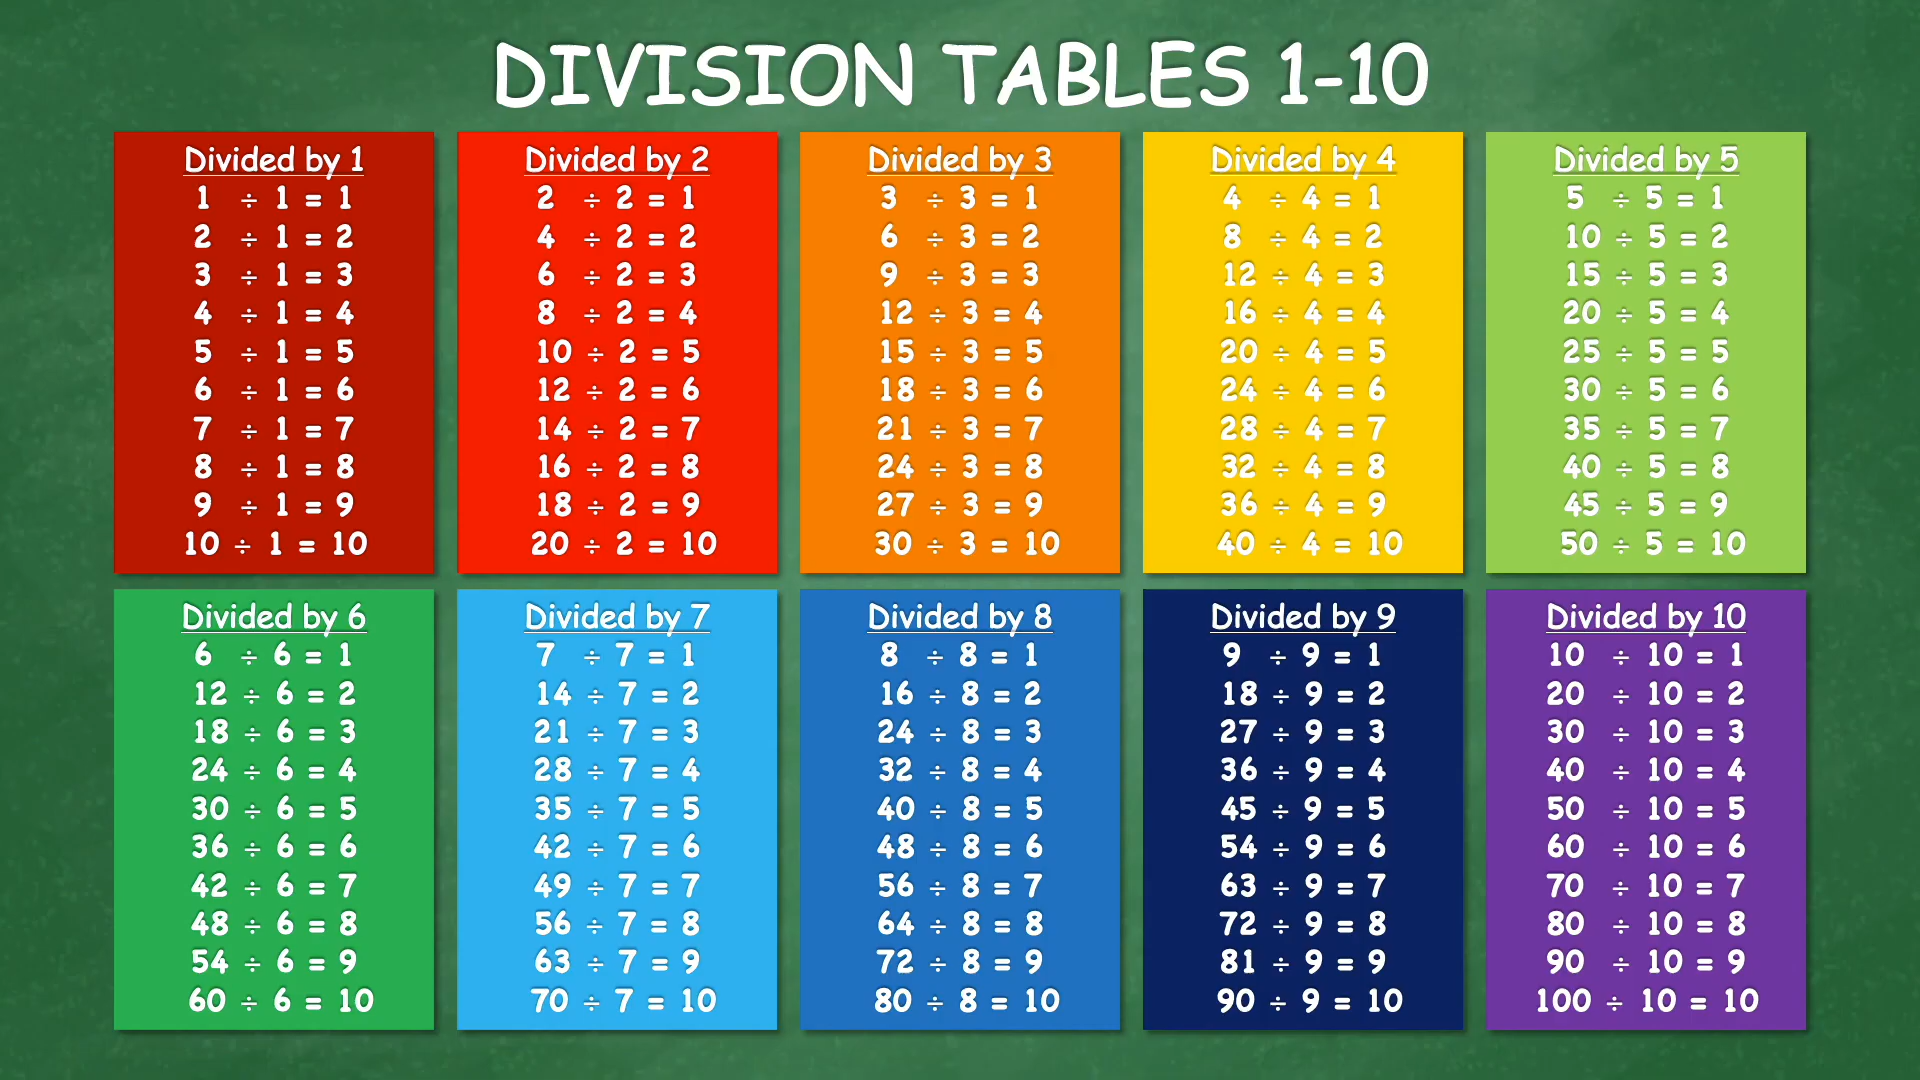 DIVISION TABLES 1-10
Divided by 1
1 ÷ 1 = 1
2 ÷ 1 = 2
3 ÷ 1 = 3
4 ÷ 1 = 4
5 ÷ 1 = 5
6 ÷ 1 = 6
7 ÷ 1 = 7
8 ÷ 1 = 8
9 ÷ 1 = 9
10 ÷ 1 = 10
Divided by 2
2 ÷ 2 = 1
4 ÷ 2 = 2
6 ÷ 2 = 3
8 ÷ 2 = 4
10 ÷ 2 = 5
12 ÷ 2 = 6
14 ÷ 2 = 7
16 ÷ 2 = 8
18 ÷ 2 = 9
20 ÷ 2 = 10
Divided by 3
3 ÷ 3 = 1
6 ÷ 3 = 2
9 ÷ 3 = 3
12 ÷ 3 = 4
15 ÷ 3 = 5
18 ÷ 3 = 6
21 ÷ 3 = 7
24 ÷ 3 = 8
27 ÷ 3 = 9
30 ÷ 3 = 10
Divided by 4
4 ÷ 4 = 1
8 ÷ 4 = 2
12 ÷ 4 = 3
16 ÷ 4 = 4
20 ÷ 4 = 5
24 ÷ 4 = 6
28 ÷ 4 = 7
32 ÷ 4 = 8
36 ÷ 4 = 9
40 ÷ 4 = 10
Divided by 5
5 ÷ 5 = 1
10 ÷ 5 = 2
15 ÷ 5 = 3
20 ÷ 5 = 4
25 ÷ 5 = 5
30 ÷ 5 = 6
35 ÷ 5 = 7
40 ÷ 5 = 8
45 ÷ 5 = 9
50 ÷ 5 = 10
Divided by 6
6 ÷ 6 = 1
12 ÷ 6 = 2
18 ÷ 6 = 3
24 ÷ 6 = 4
30 ÷ 6 = 5
36 ÷ 6 = 6
42 ÷ 6 = 7
48 ÷ 6 = 8
54 ÷ 6 = 9
60 ÷ 6 = 10
Divided by 7
7 ÷ 7 = 1
14 ÷ 7 = 2
21 ÷ 7 = 3
28 ÷ 7 = 4
35 ÷ 7 = 5
42 ÷ 7 = 6
49 ÷ 7 = 7
56 ÷ 7 = 8
63 ÷ 7 = 9
70 ÷ 7 = 10
Divided by 8
8 ÷ 8 = 1
16 ÷ 8 = 2
24 ÷ 8 = 3
32 ÷ 8 = 4
40 ÷ 8 = 5
48 ÷ 8 = 6
56 ÷ 8 = 7
64 ÷ 8 = 8
72 ÷ 8 = 9
80 ÷ 8 = 10
Divided by 9
9 ÷ 9 = 1
18 ÷ 9 = 2
27 ÷ 9 = 3
36 ÷ 9 = 4
45 ÷ 9 = 5
54 ÷ 9 = 6
63 ÷ 9 = 7
72 ÷ 9 = 8
81 ÷ 9 = 9
90 ÷ 9 = 10
Divided by 10
10 ÷ 10 = 1
20 ÷ 10 = 2
30 ÷ 10 = 3
40 ÷ 10 = 4
50 ÷ 10 = 5
60 ÷ 10 = 6
70 ÷ 10 = 7
80 ÷ 10 = 8
90 ÷ 10 = 9
100 ÷ 10 = 10